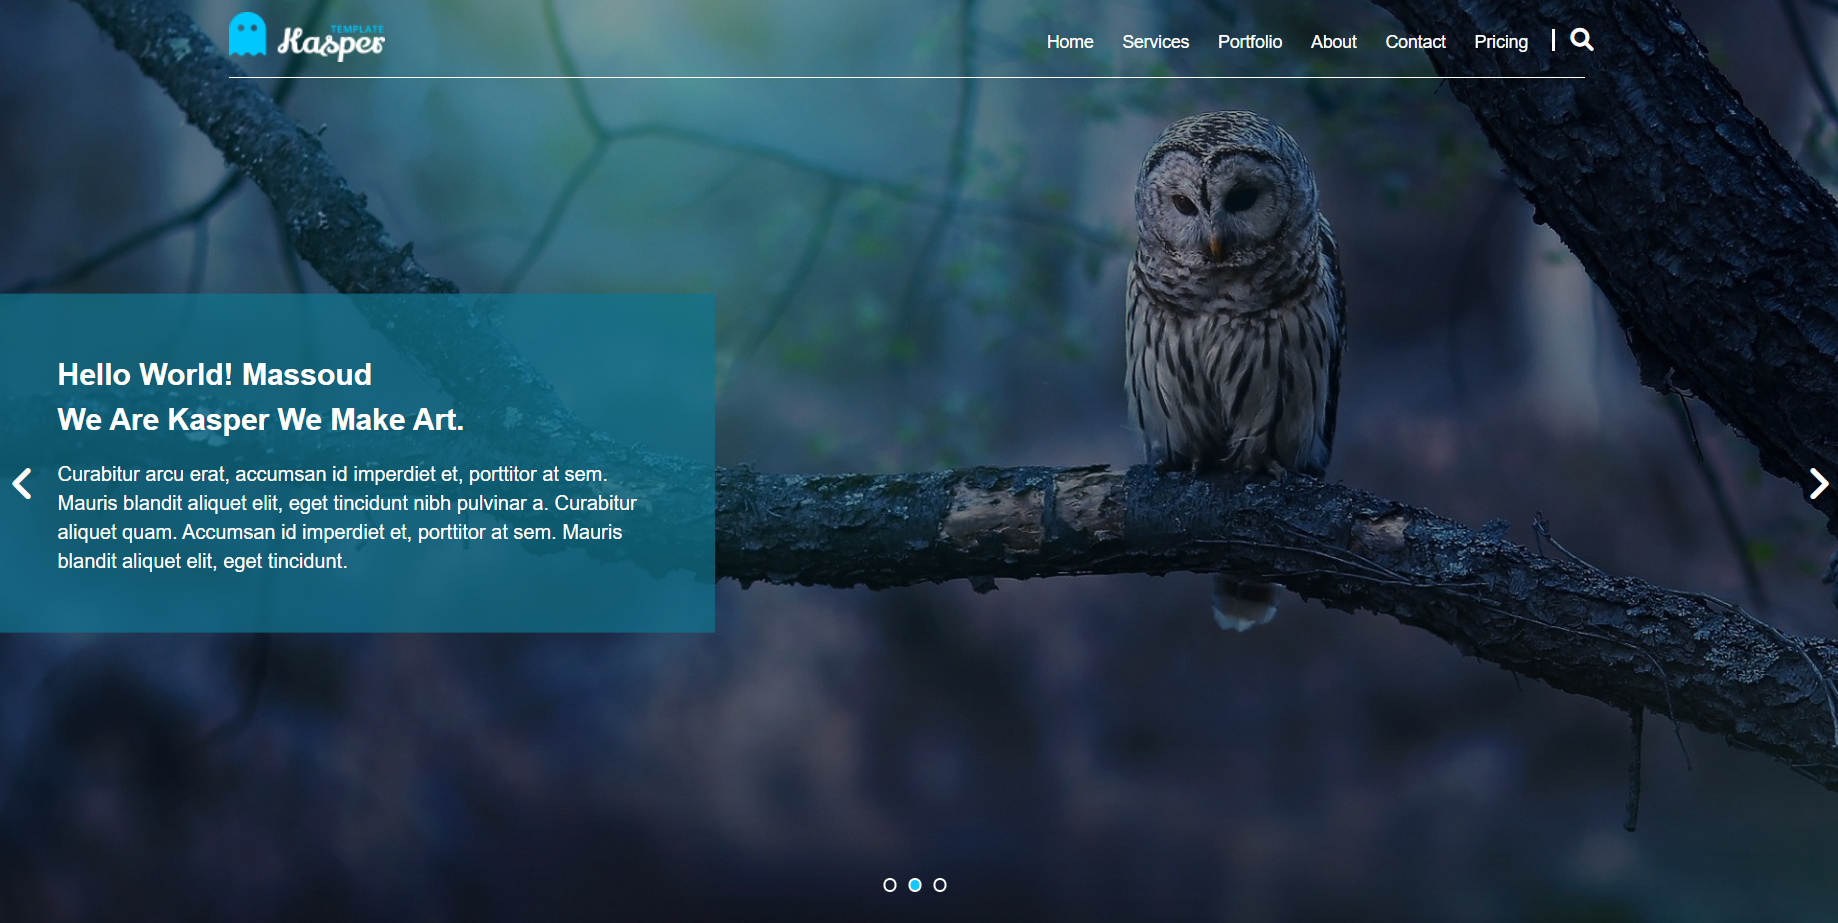 TEMPLATE
Kasper
Home Services Portfolio About Contact Pricing
Hello World! Massoud
We Are Kasper We Make Art.
Curabitur arcu erat, accumsan id imperdiet et, porttitor at sem.
Mauris blandit aliquet elit, eget tincidunt nibh pulvinar a. Curabitur
aliquet quam. Accumsan id imperdiet et, porttitor at sem. Mauris
blandit aliquet elit, eget tincidunt.